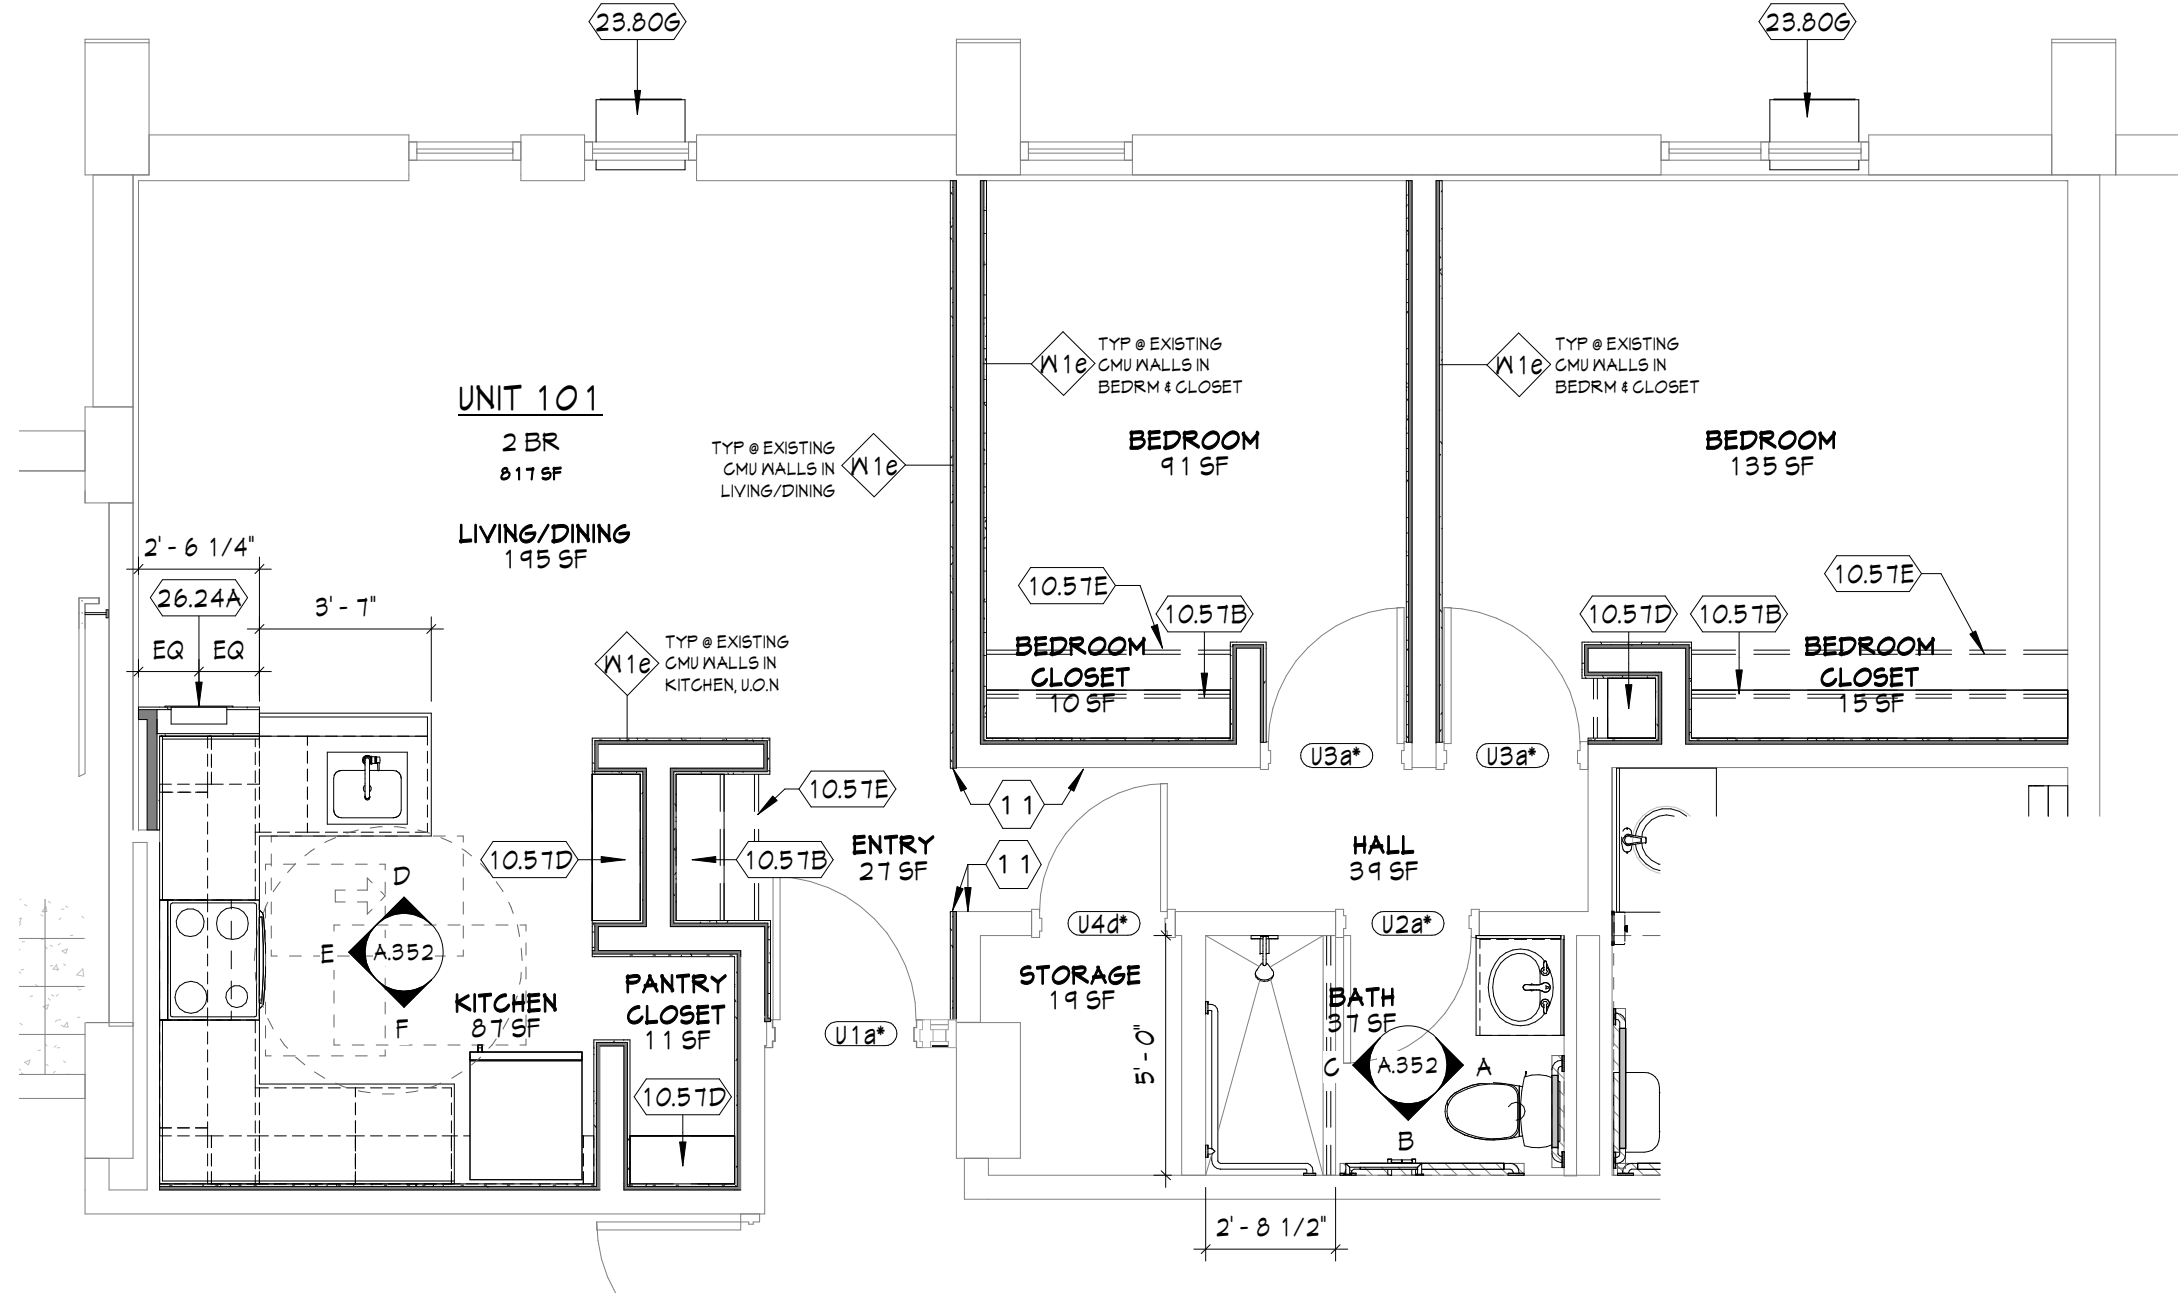 23.80G
23.80G
TYP @ EXISTING
CMU WALLS IN
BEDRM & CLOSET
W1e
TYP @ EXISTING
CMU WALLS IN
BEDRM & CLOSET
W1e
UNIT 101
2 BR
817 SF
TYP @ EXISTING
CMU WALLS IN
LIVING/DINING
W1e
BEDROOM
91 SF
BEDROOM
135 SF
LIVING/DINING
195 SF
2' - 6 1/4"
26.24A
3' - 7"
EQ
EQ
10.57E
10.57B
10.57D
10.57B
10.57E
W1e
TYP @ EXISTING
CMU WALLS IN
KITCHEN, U.O.N
BEDROOM
CLOSET
10 SF
BEDROOM
CLOSET
15 SF
U3a*
U3a*
10.57E
11
10.57D
10.57B
ENTRY
27 SF
11
HALL
39 SF
D
E
A.352
F
U4d*
U2a*
KITCHEN
87 SF
PANTRY
CLOSET
11 SF
STORAGE
19 SF
BATH
37 SF
U1a*
5' - 0"
C
A.352
A
B
10.57D
2' - 8 1/2"